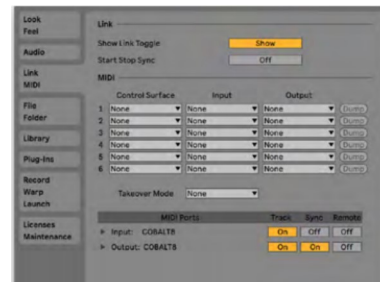 Look
Feel
Audio
Link
MIDI
File
Folder
Library
Plug-Ins
Record
Warp
Launch
Licenses
Maintenance
Link
Show Link Toggle Show
Start Stop Sync Off
MIDI
Control Surface Input Output
1 None None None Dump
2 None None None Dump
3 None None None Dump
4 None None None Dump
5 None None None Dump
6 None None None Dump
Takeover Mode None
MIDI Ports Track Sync Remote
Input: COBALT8 On Off Off
Output: COBALT8 On On Off